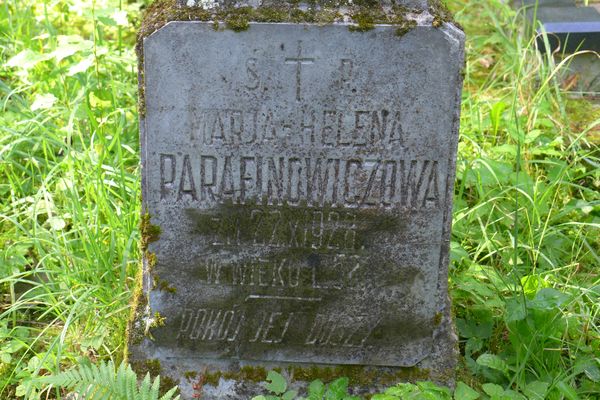 Ś. † P.
MARJA-HELENA
PARAFINOWICZOWA
W WIEKU L.
POKÓJ JEJ DUSZY